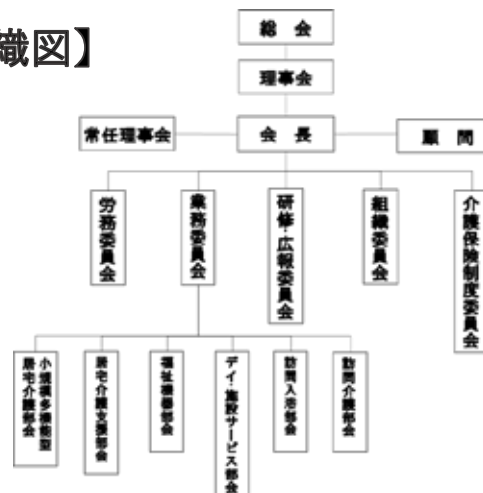 織図】
総 会
理事会
常任理事会
会 長
顧 問
労務委員会
業務委員会
研修・広報委員会
組織委員会
介護保険制度委員会
小規模多機能型
居宅介護部会
居宅介護支援部会
福祉機器部会
デイ・施設サービス部会
訪問入浴部会
訪問介護部会